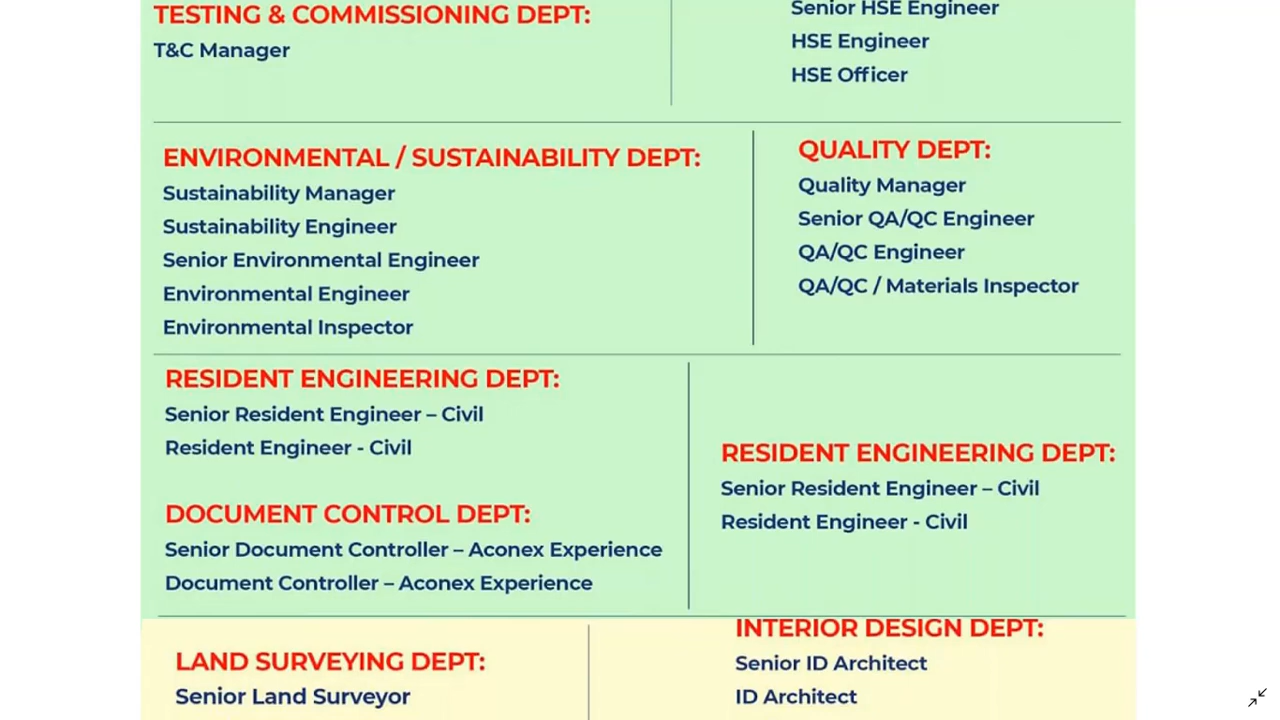 TESTING & COMMISSIONING DEPT:
T&C Manager
Senior HSE Engineer
HSE Engineer
HSE Officer
ENVIRONMENTAL / SUSTAINABILITY DEPT:
Sustainability Manager
Sustainability Engineer
Senior Environmental Engineer
Environmental Engineer
Environmental Inspector
QUALITY DEPT:
Quality Manager
Senior QA/QC Engineer
QA/QC Engineer
QA/QC / Materials Inspector
RESIDENT ENGINEERING DEPT:
Senior Resident Engineer – Civil
Resident Engineer - Civil
DOCUMENT CONTROL DEPT:
Senior Document Controller – Aconex Experience
Document Controller – Aconex Experience
RESIDENT ENGINEERING DEPT:
Senior Resident Engineer – Civil
Resident Engineer - Civil
LAND SURVEYING DEPT:
Senior Land Surveyor
INTERIOR DESIGN DEPT:
Senior ID Architect
ID Architect